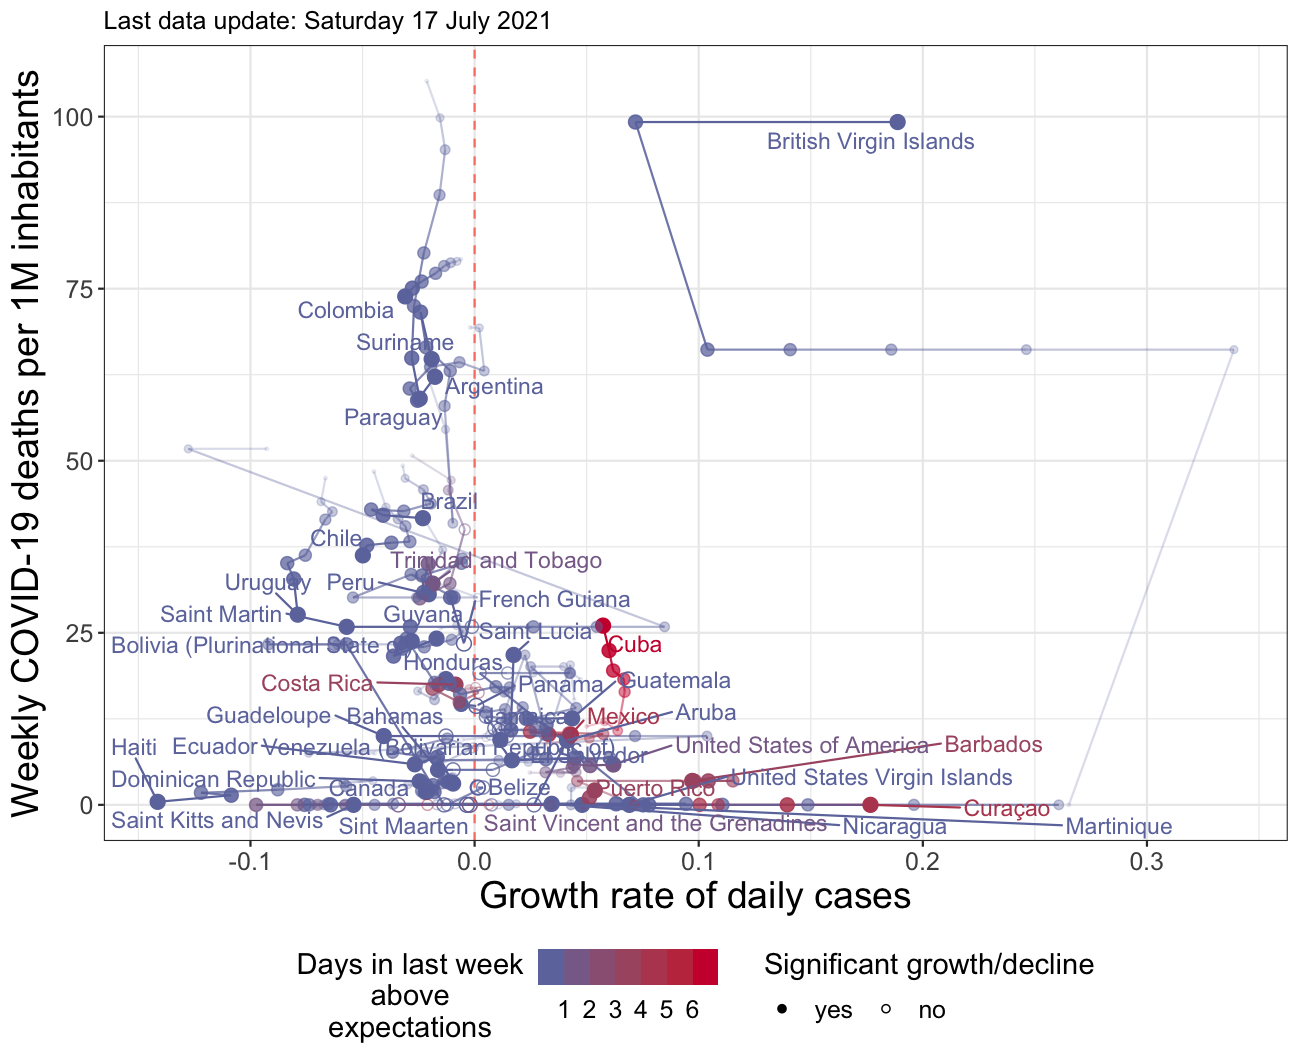 Last data update: Saturday 17 July 2021
Weekly COVID-19 deaths per 1M inhabitants
100
75
50
25
0
British Virgin Islands
Colombia
Suriname
Argentina
Paraguay
Brazil
Chile
Trinidad and Tobago
Uruguay
Peru
French Guiana
Saint Martin
Guyana
Saint Lucia
Cuba
Bolivia (Plurinational State of)
Honduras
Costa Rica
Panama
Guatemala
Guadeloupe
Bahamas
Jamaica
Mexico
Aruba
Haiti
Ecuador
Venezuela (Bolivarian Republic of)
El Salvador
United States of America
Barbados
Dominican Republic
Canada
Belize
Puerto Rico
United States Virgin Islands
Saint Kitts and Nevis
Sint Maarten
Saint Vincent and the Grenadines
Nicaragua
Curaçao
Martinique
-0.1
0.0
0.1
0.2
0.3
Growth rate of daily cases
Days in last week
above
expectations
1 2 3 4 5 6
Significant growth/decline
yes
no